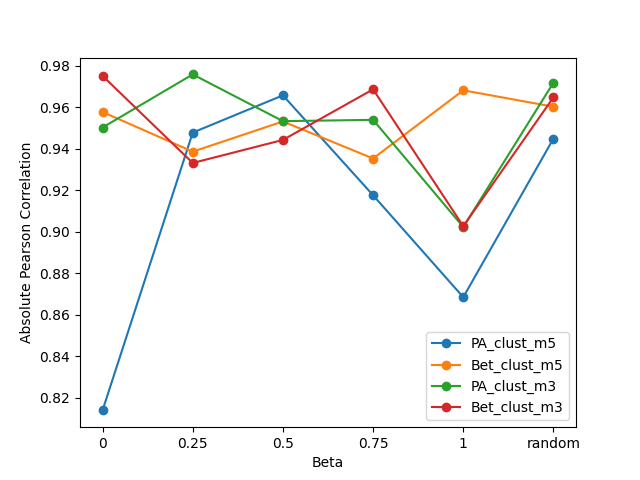 Absolute Pearson Correlation
0.98
0.96
0.94
0.92
0.90
0.88
0.86
0.84
0.82
0 0.25 0.5 0.75 1 random
Beta
PA_clust_m5
Bet_clust_m5
PA_clust_m3
Bet_clust_m3